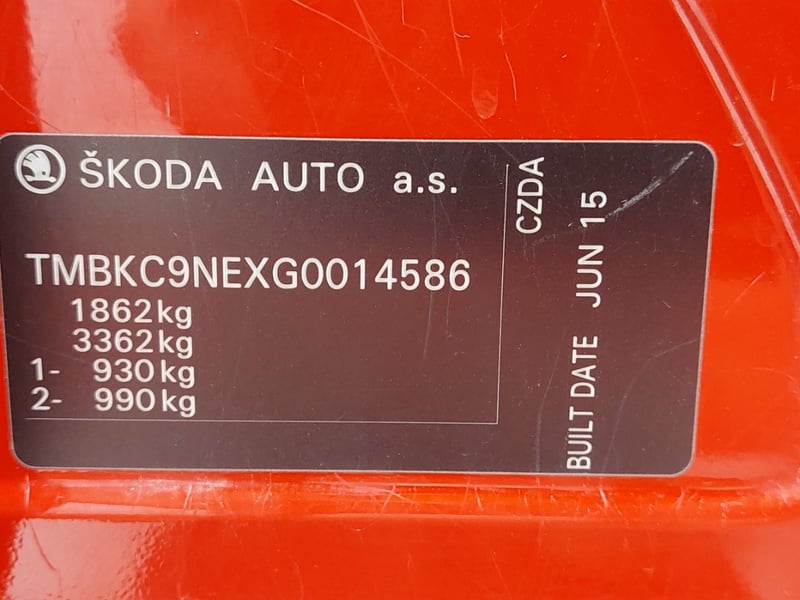 ŠKODA AUTO a.s.
TMBKC9NEXG0014586
1862kg
3362kg
1- 930kg
2- 990kg
CZDA
BUILT DATE JUN 15